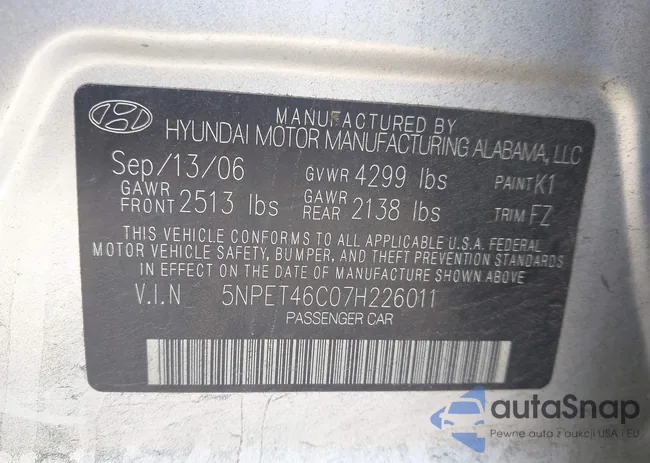 MANUFACTURED BY
HYUNDAI MOTOR MANUFACTURING ALABAMA, LLC
Sep/13/06 GVWR 4299 lbs PAINT K1
GAWR FRONT 2513 lbs GAWR REAR 2138 lbs TRIM FZ
THIS VEHICLE CONFORMS TO ALL APPLICABLE U.S.A. FEDERAL
MOTOR VEHICLE SAFETY, BUMPER, AND THEFT PREVENTION STANDARDS
IN EFFECT ON THE DATE OF MANUFACTURE SHOWN ABOVE
V.I.N 5NPET46C07H226011
PASSENGER CAR
autoSnap
Pewne auta z aukcji USA i EU